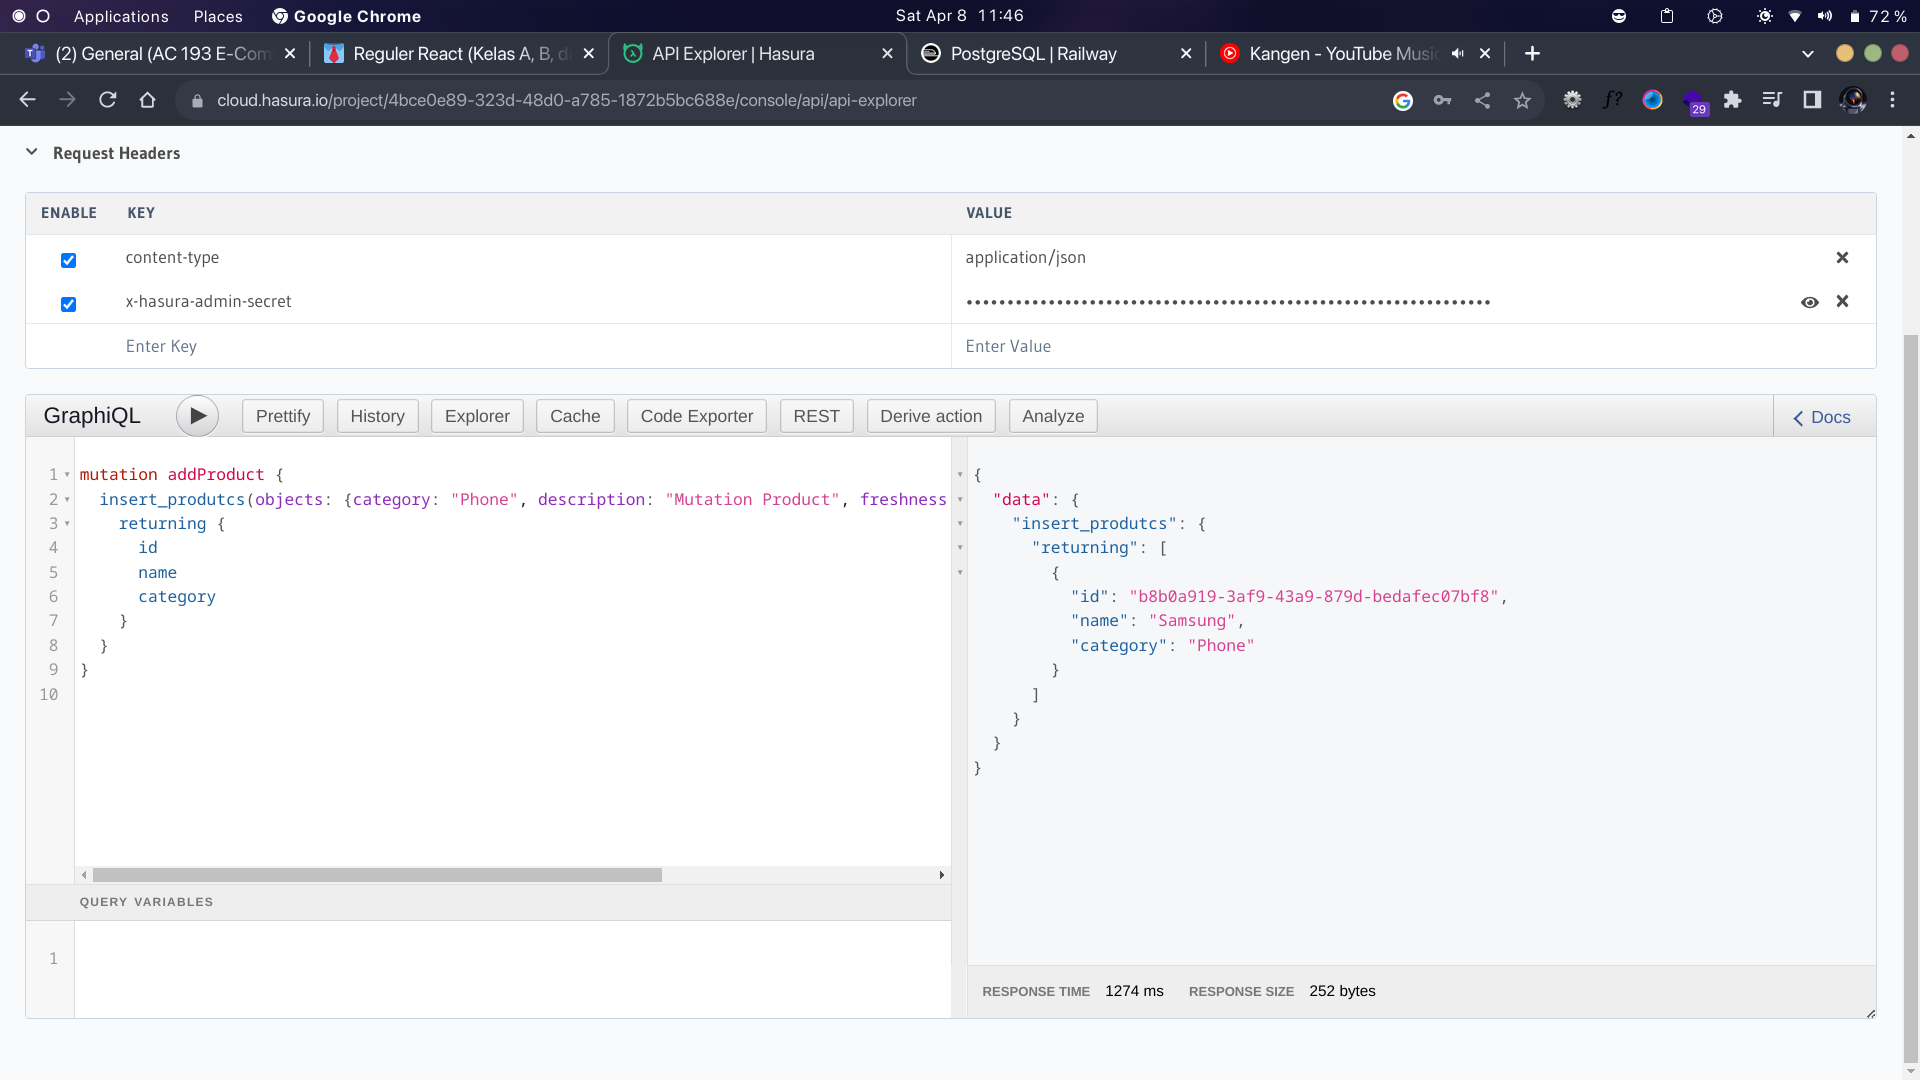 Applications Places Google Chrome Sat Apr 8 11:46 72 %
(2) General (AC 193 E-Com Reguler React (Kelas A, B, da API Explorer | Hasura PostgreSQL | Railway Kangen - YouTube Music
cloud.hasura.io/project/4bce0e89-323d-48d0-a785-1872b5bc688e/console/api/api-explorer f? 29
Request Headers
ENABLE KEY VALUE
content-type application/json
x-hasura-admin-secret ••••••••••••••••••••••••••••••••••••••••••••••••••••••••••••••••
Enter Key Enter Value
GraphiQL Prettify History Explorer Cache Code Exporter REST Derive action Analyze Docs
1 mutation addProduct {
2 insert_produtcs(objects: {category: "Phone", description: "Mutation Product", freshness
3 returning {
4 id
5 name
6 category
7 }
8 }
9 }
10
QUERY VARIABLES
1
{
"data": {
"insert_produtcs": {
"returning": [
{
"id": "b8b0a919-3af9-43a9-879d-bedafec07bf8",
"name": "Samsung",
"category": "Phone"
}
]
}
}
}
RESPONSE TIME 1274 ms RESPONSE SIZE 252 bytes